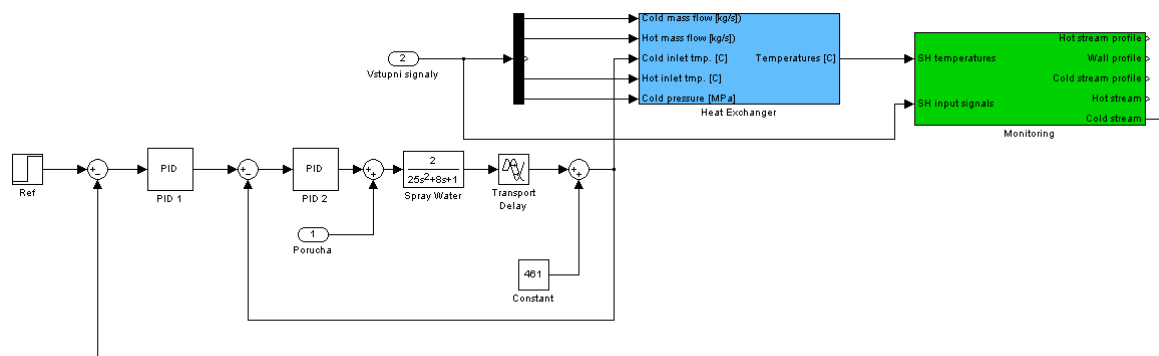 Cold mass flow [kg/s])
Hot mass flow [kg/s])
Cold inlet tmp. [C]
Hot inlet tmp. [C]
Cold pressure [MPa]
Temperatures [C]
Heat Exchanger
Hot stream profile
Wall profile
SH temperatures
Cold stream profile
Hot stream
SH input signals
Cold stream
Monitoring
2
Vstupni signaly
Ref
+
-
PID
PID 1
+
-
PID
PID 2
+
+
2
25s²+8s+1
Spray Water
Transport
Delay
+
+
1
Porucha
461
Constant